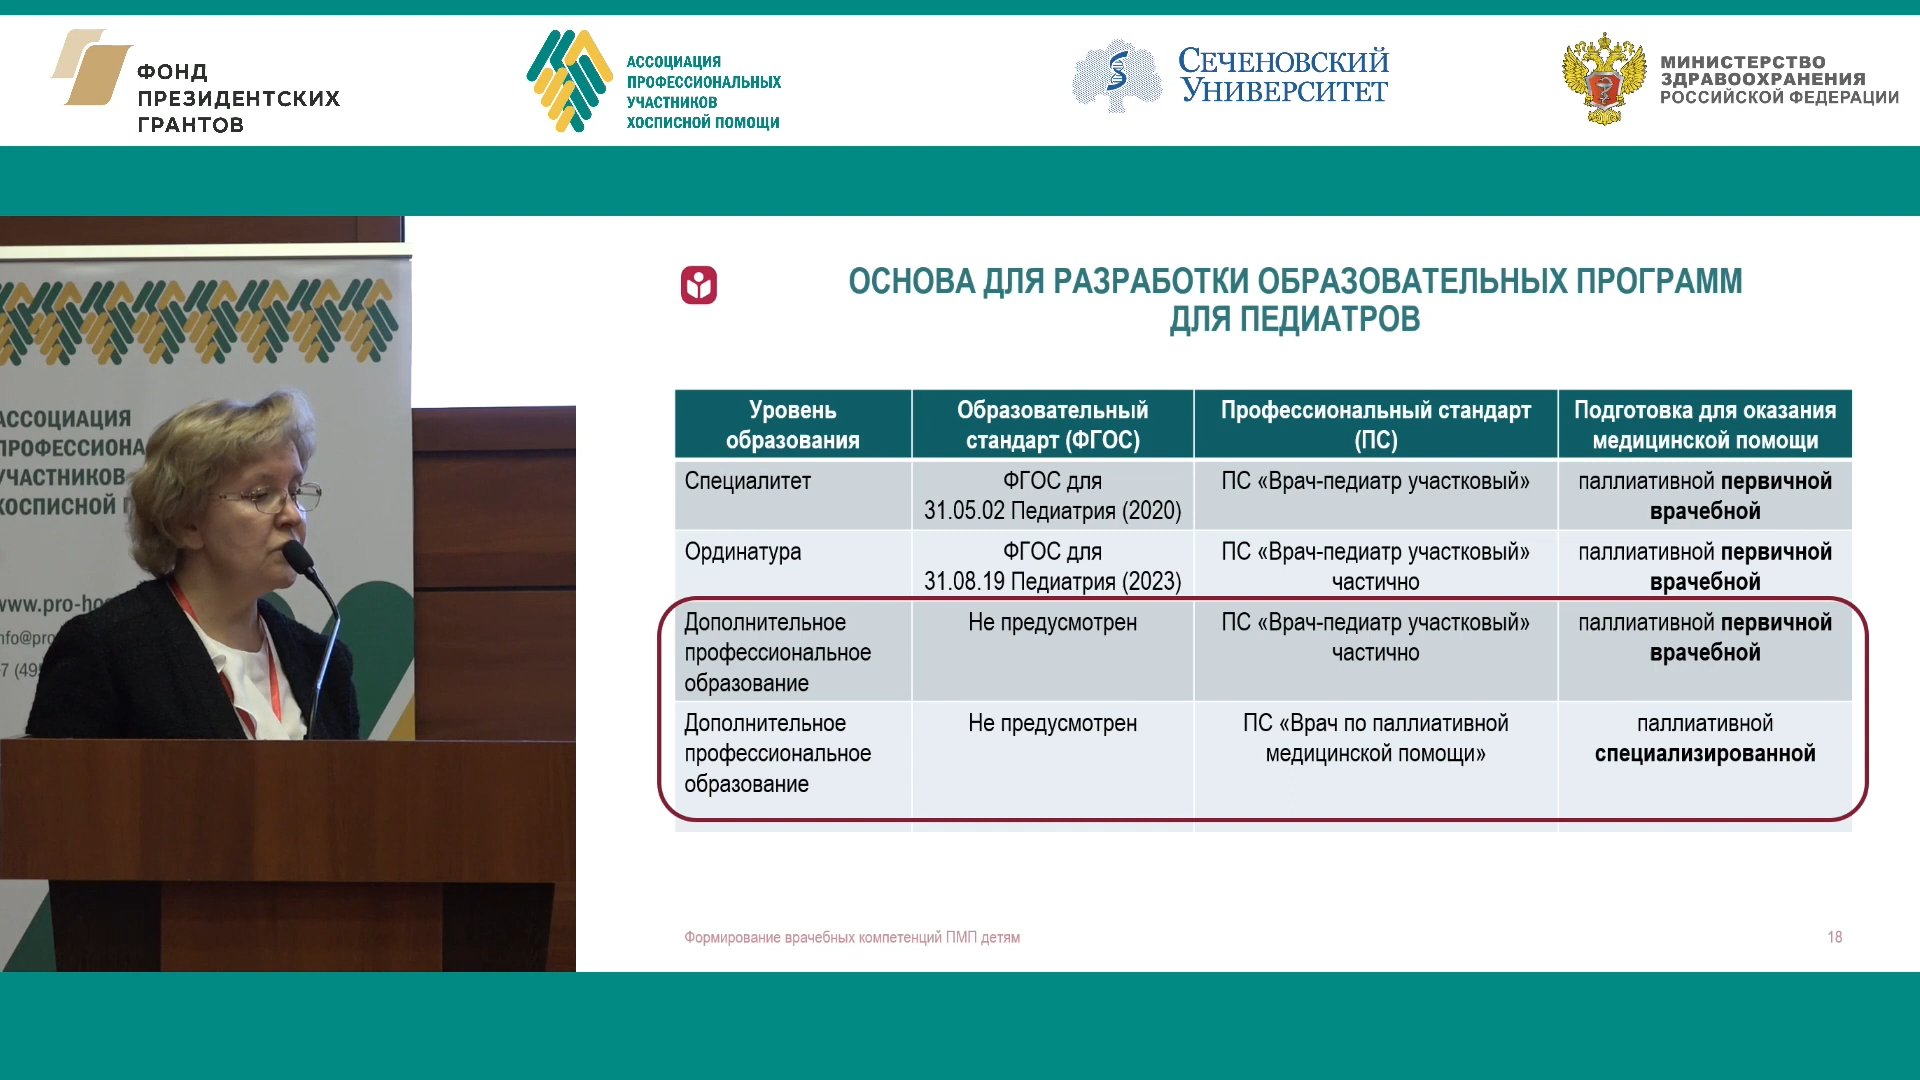 ФОНД
ПРЕЗИДЕНТСКИХ
ГРАНТОВ
АССОЦИАЦИЯ
ПРОФЕССИОНАЛЬНЫХ
УЧАСТНИКОВ
ХОСПИСНОЙ ПОМОЩИ
СЕЧЕНОВСКИЙ
УНИВЕРСИТЕТ
МИНИСТЕРСТВО
ЗДРАВООХРАНЕНИЯ
РОССИЙСКОЙ ФЕДЕРАЦИИ
АССОЦИАЦИЯ
ПРОФЕССИОНА
УЧАСТНИКОВ
ХОСПИСНОЙ
www.pro-ho
info@pro
7 (495
ОСНОВА ДЛЯ РАЗРАБОТКИ ОБРАЗОВАТЕЛЬНЫХ ПРОГРАММ
ДЛЯ ПЕДИАТРОВ
Уровень
образования
Образовательный
стандарт (ФГОС)
Профессиональный стандарт
(ПС)
Подготовка для оказания
медицинской помощи
Специалитет
ФГОС для
31.05.02 Педиатрия (2020)
ПС «Врач-педиатр участковый»
паллиативной первичной
врачебной
Ординатура
ФГОС для
31.08.19 Педиатрия (2023)
ПС «Врач-педиатр участковый»
частично
паллиативной первичной
врачебной
Дополнительное
профессиональное
образование
Не предусмотрен
ПС «Врач-педиатр участковый»
частично
паллиативной первичной
врачебной
Дополнительное
профессиональное
образование
Не предусмотрен
ПС «Врач по паллиативной
медицинской помощи»
паллиативной
специализированной
Формирование врачебных компетенций ПМП детям
18